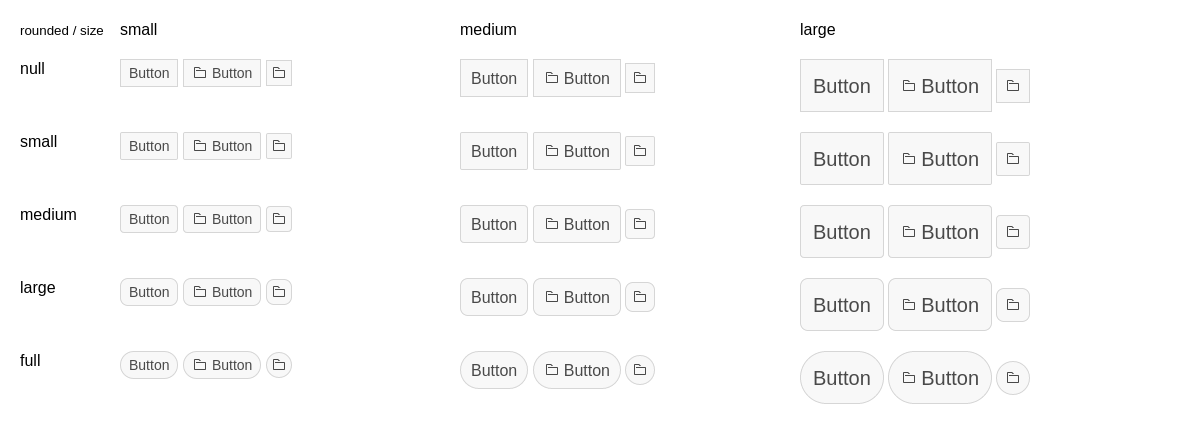 rounded / size small medium large
null Button Button Button Button Button Button
small Button Button Button Button Button Button
medium Button Button Button Button Button Button
large Button Button Button Button Button Button
full Button Button Button Button Button Button